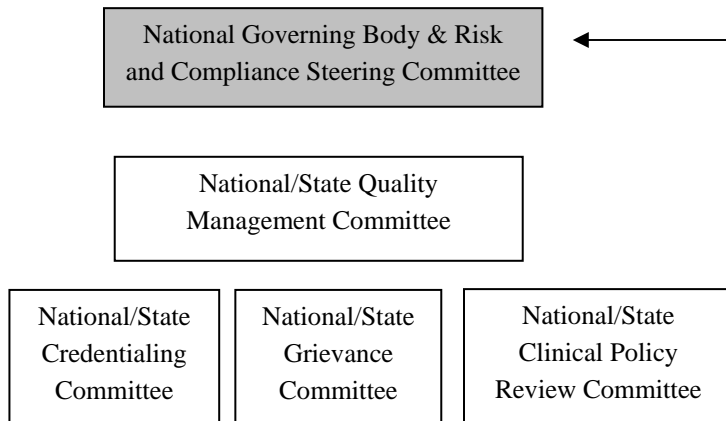 National Governing Body & Risk
and Compliance Steering Committee
National/State Quality
Management Committee
National/State
Credentialing
Committee
National/State
Grievance
Committee
National/State
Clinical Policy
Review Committee